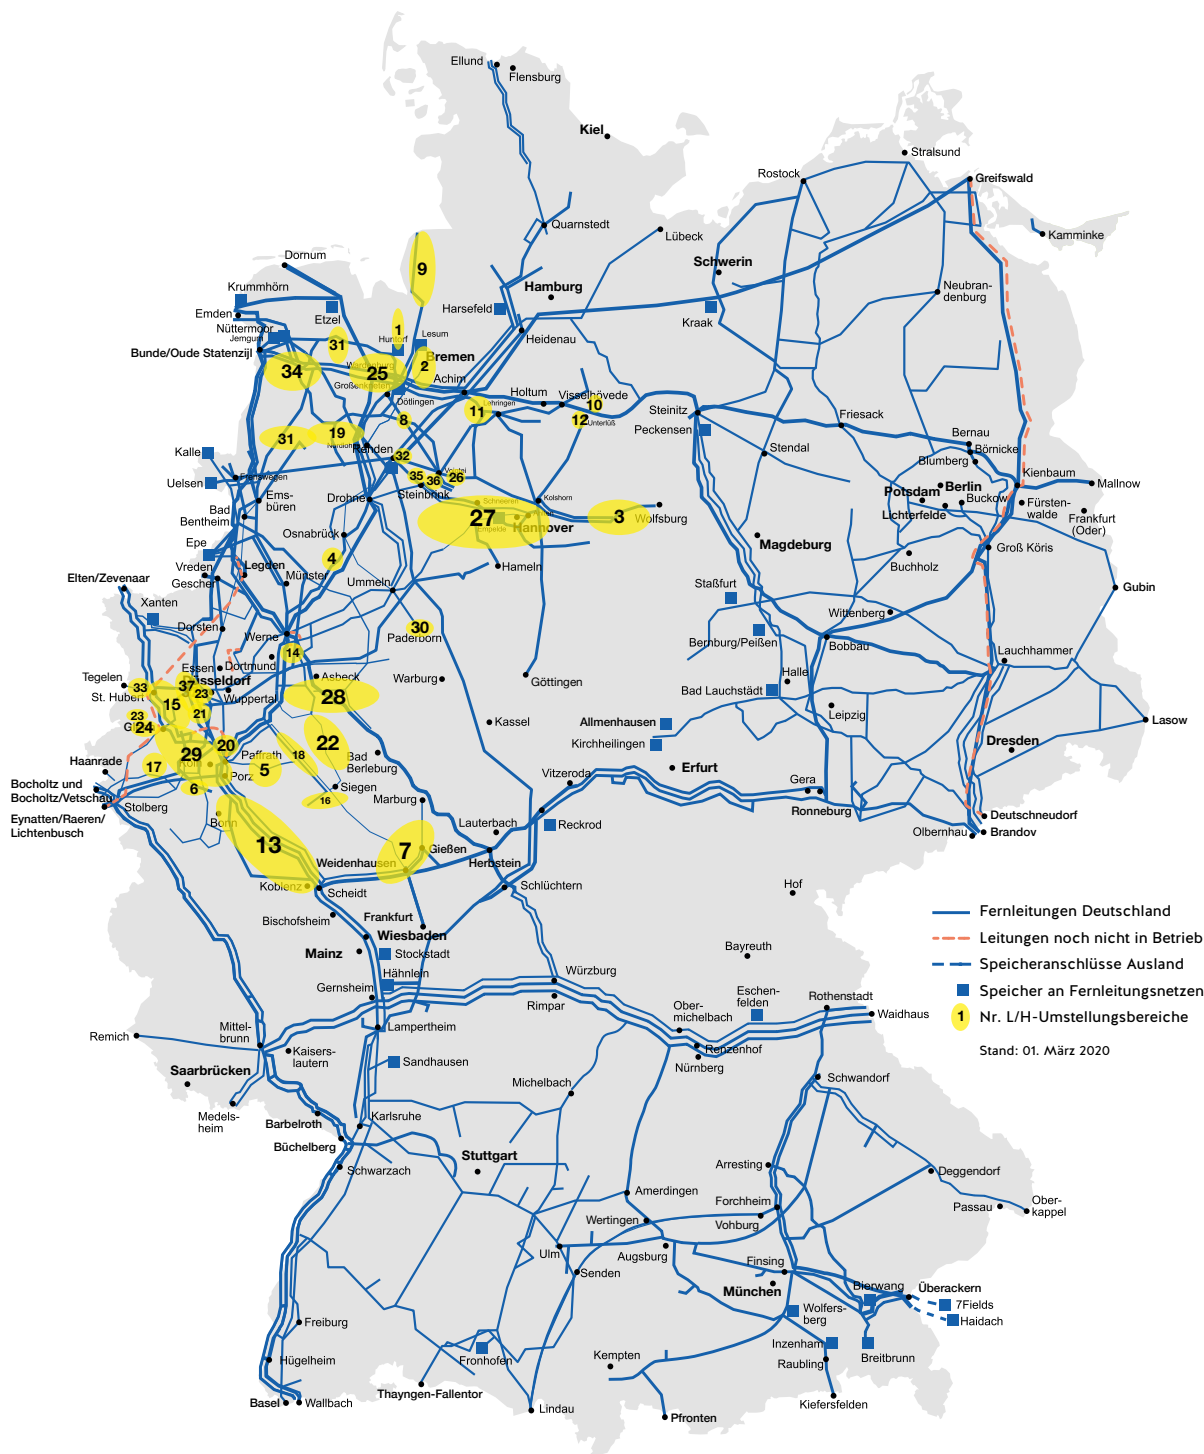 Ellund
Flensburg
Kiel
Stralsund
Rostock
Greifswald
Quarnstedt
Lübeck
Kamminke
Dornum
Schwerin
9
Krummhörn
Hamburg
Neubran-
denburg
Harsefeld
Emden
Etzel
Kraak
Nüttermoor
Jemgum
1
Huntorf
Lesum
Heidenau
31
Bunde/Oude Statenzijl
Bremen
2
34
25
Achim
Großenkneten
Dötlingen
Holtum
Visselhövede
10
11
12
Unterlüß
8
Steinitz
Peckensen
Friesack
Bernau
Börnicke
Blumberg
31
19
Rehden
32
Stendal
Kalle
Frenswegen
Uelsen
35
36
26
Steinbrink
Kienbaum
Mallnow
Potsdam
Berlin
Buckow
Lichterfelde
Fürsten-
walde
Frankfurt
(Oder)
Ems-
büren
Drohne
Schneeren
Kolshorn
Bad
Bentheim
27
Empelde
Hannover
3
Wolfsburg
Osnabrück
Magdeburg
Groß Köris
Epe
4
Buchholz
Vreden
Legden
Gescher
Münster
Hameln
Elten/Zevenaar
Ummeln
Staßfurt
Gubin
Xanten
Wittenberg
Dorsten
Werne
30
Paderborn
Bernburg/Peißen
Bobbau
14
Lauchhammer
Essen
Dortmund
Tegelen
Warburg
Göttingen
Halle
Asbeck
33
37
Düsseldorf
23
Wuppertal
St. Hubert
28
Bad Lauchstädt
15
21
23
24
Leipzig
Lasow
Kassel
Allmenhausen
Kirchheilingen
20
22
Dresden
29
Köln
Paffrath
18
Bad
Berleburg
Haanrade
17
Porz
5
Erfurt
Vitzeroda
Gera
Bocholtz und
Bocholtz/Vetschau
6
Siegen
16
Marburg
Ronneburg
Stolberg
Eynatten/Raeren/
Lichtenbusch
Bonn
Deutschneudorf
Lauterbach
Reckrod
Olbernhau
Brandov
13
7
Gießen
Weidenhausen
Herbstein
Koblenz
Scheidt
Schlüchtern
Hof
Bischofsheim
Frankfurt
Wiesbaden
Mainz
Stockstadt
Bayreuth
Hähnlein
Würzburg
Gernsheim
Rimpar
Eschen-
felden
Rothenstadt
Ober-
michelbach
Waidhaus
Lampertheim
Mittel-
brunn
Remich
Kaisers-
lautern
Renzenhof
Nürnberg
Sandhausen
Saarbrücken
Michelbach
Schwandorf
Medels-
heim
Barbelroth
Karlsruhe
Büchelberg
Stuttgart
Schwarzach
Arresting
Deggendorf
Amerdingen
Forchheim
Passau
Ober-
kappel
Wertingen
Vohburg
Ulm
Augsburg
Finsing
Senden
München
Bierwang
Überackern
7Fields
Wolfers-
berg
Haidach
Freiburg
Inzenham
Fronhofen
Kempten
Breitbrunn
Raubling
Hügelheim
Thayngen-Fallentor
Kiefersfelden
Basel
Wallbach
Lindau
Pfronten
Fernleitungen Deutschland
Leitungen noch nicht in Betrieb
Speicheranschlüsse Ausland
Speicher an Fernleitungsnetzen
1
Nr. L/H-Umstellungsbereiche
Stand: 01. März 2020